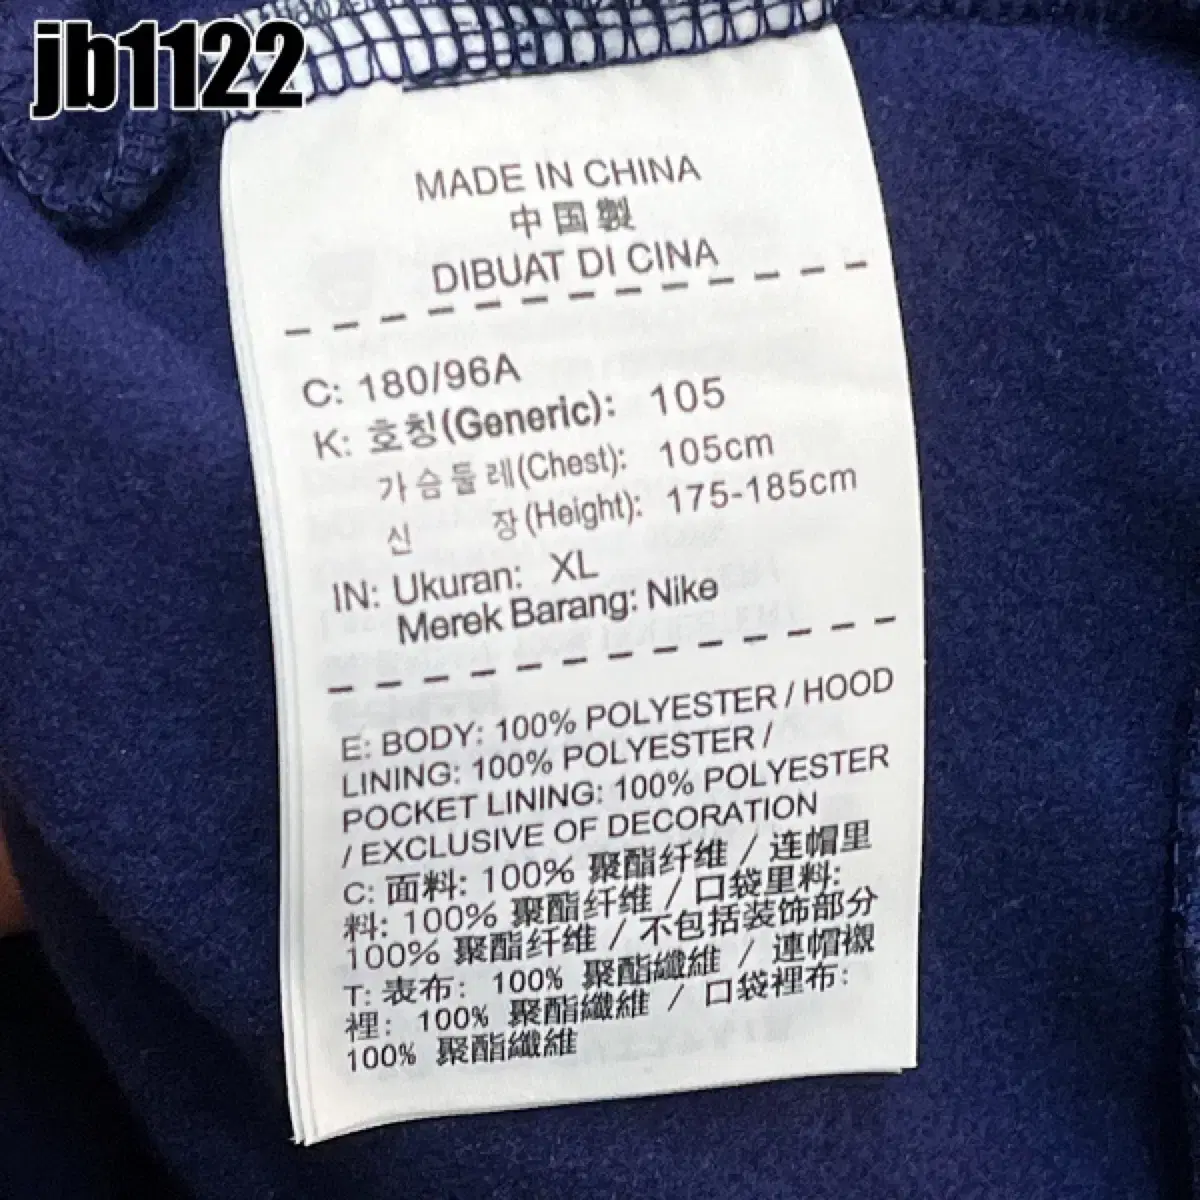 jb1122
MADE IN CHINA
中国製
DIBUAT DI CINA
C: 180/96A
K: 호칭(Generic): 105
가슴둘레(Chest): 105cm
신 장(Height): 175-185cm
IN: Ukuran: XL
Merek Barang: Nike
E: BODY: 100% POLYESTER / HOOD
LINING: 100% POLYESTER /
POCKET LINING: 100% POLYESTER
/ EXCLUSIVE OF DECORATION
C: 面料: 100% 聚酯纤维 / 连帽里
料: 100% 聚酯纤维 / 口袋里料:
100% 聚酯纤维 / 不包括装饰部分
T: 表布: 100% 聚酯纖維 / 連帽襯
裡: 100% 聚酯纖維 / 口袋裡布:
100% 聚酯纖維